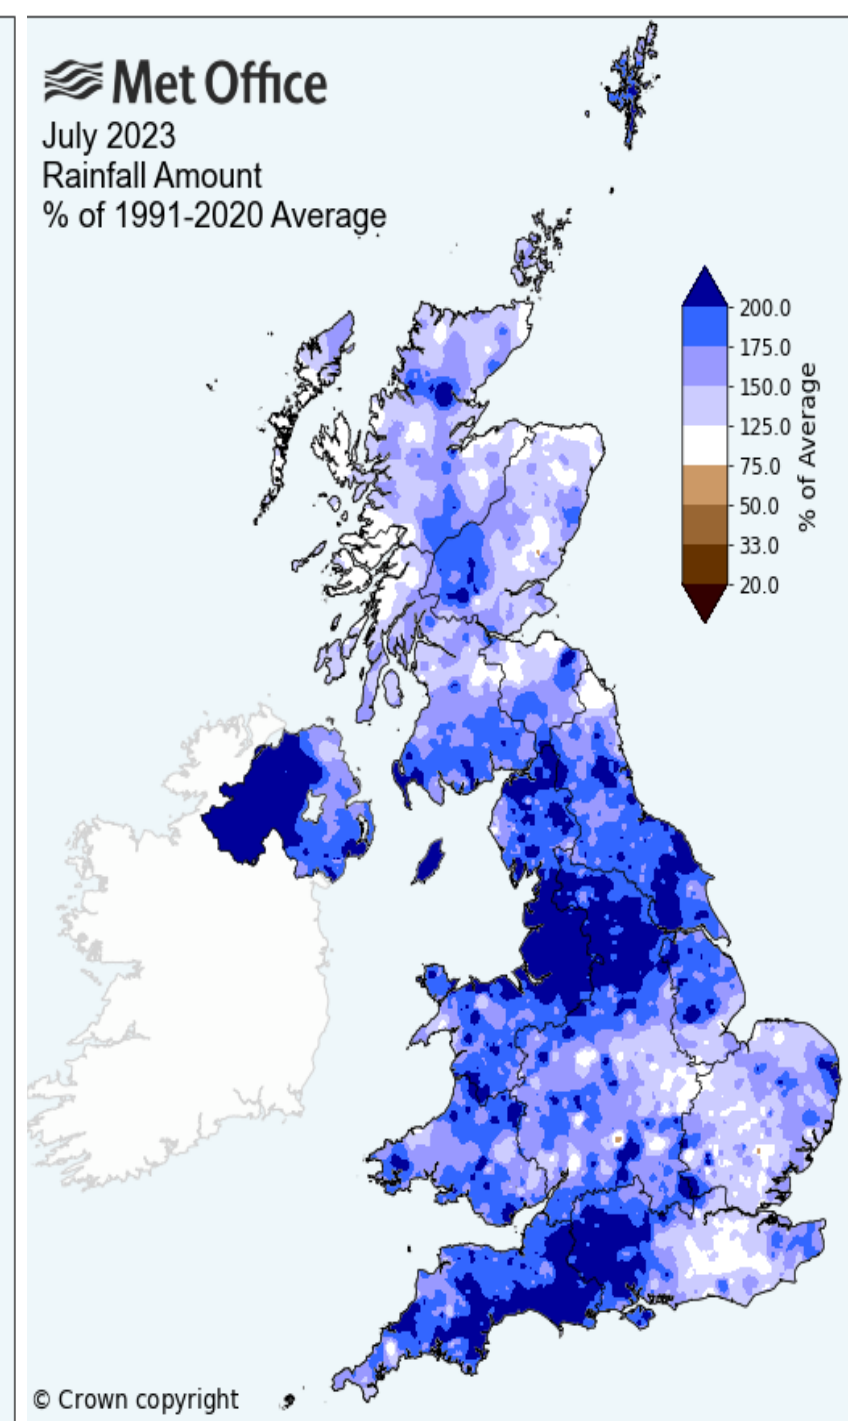 Met Office
July 2023
Rainfall Amount
% of 1991-2020 Average
200.0
175.0
150.0
125.0
75.0
50.0
33.0
20.0
% of Average
© Crown copyright